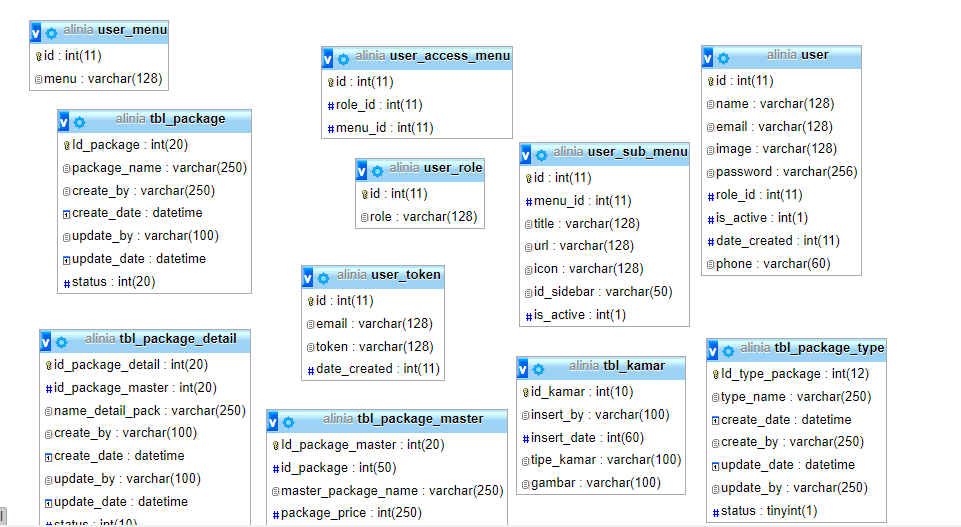 alinia user_menu
id : int(11)
menu : varchar(128)
alinia tbl_package
Id_package : int(20)
package_name : varchar(250)
create_by : varchar(250)
create_date : datetime
update_by : varchar(100)
update_date : datetime
status : int(20)
alinia tbl_package_detail
id_package_detail : int(20)
id_package_master : int(20)
name_detail_pack : varchar(250)
create_by : varchar(100)
create_date : datetime
update_by : varchar(100)
update_date : datetime
status : int(10)
alinia user_access_menu
id : int(11)
role_id : int(11)
menu_id : int(11)
alinia user_role
id : int(11)
role : varchar(128)
alinia user_token
id : int(11)
email : varchar(128)
token : varchar(128)
date_created : int(11)
alinia tbl_package_master
Id_package_master : int(20)
id_package : int(50)
master_package_name : varchar(250)
package_price : int(250)
alinia user_sub_menu
id : int(11)
menu_id : int(11)
title : varchar(128)
url : varchar(128)
icon : varchar(128)
id_sidebar : varchar(50)
is_active : int(1)
alinia tbl_kamar
id_kamar : int(10)
insert_by : varchar(100)
insert_date : int(60)
tipe_kamar : varchar(100)
gambar : varchar(100)
alinia user
id : int(11)
name : varchar(128)
email : varchar(128)
image : varchar(128)
password : varchar(256)
role_id : int(11)
is_active : int(1)
date_created : int(11)
phone : varchar(60)
alinia tbl_package_type
Id_type_package : int(12)
type_name : varchar(250)
create_date : datetime
create_by : varchar(250)
update_date : datetime
update_by : varchar(250)
status : tinyint(1)